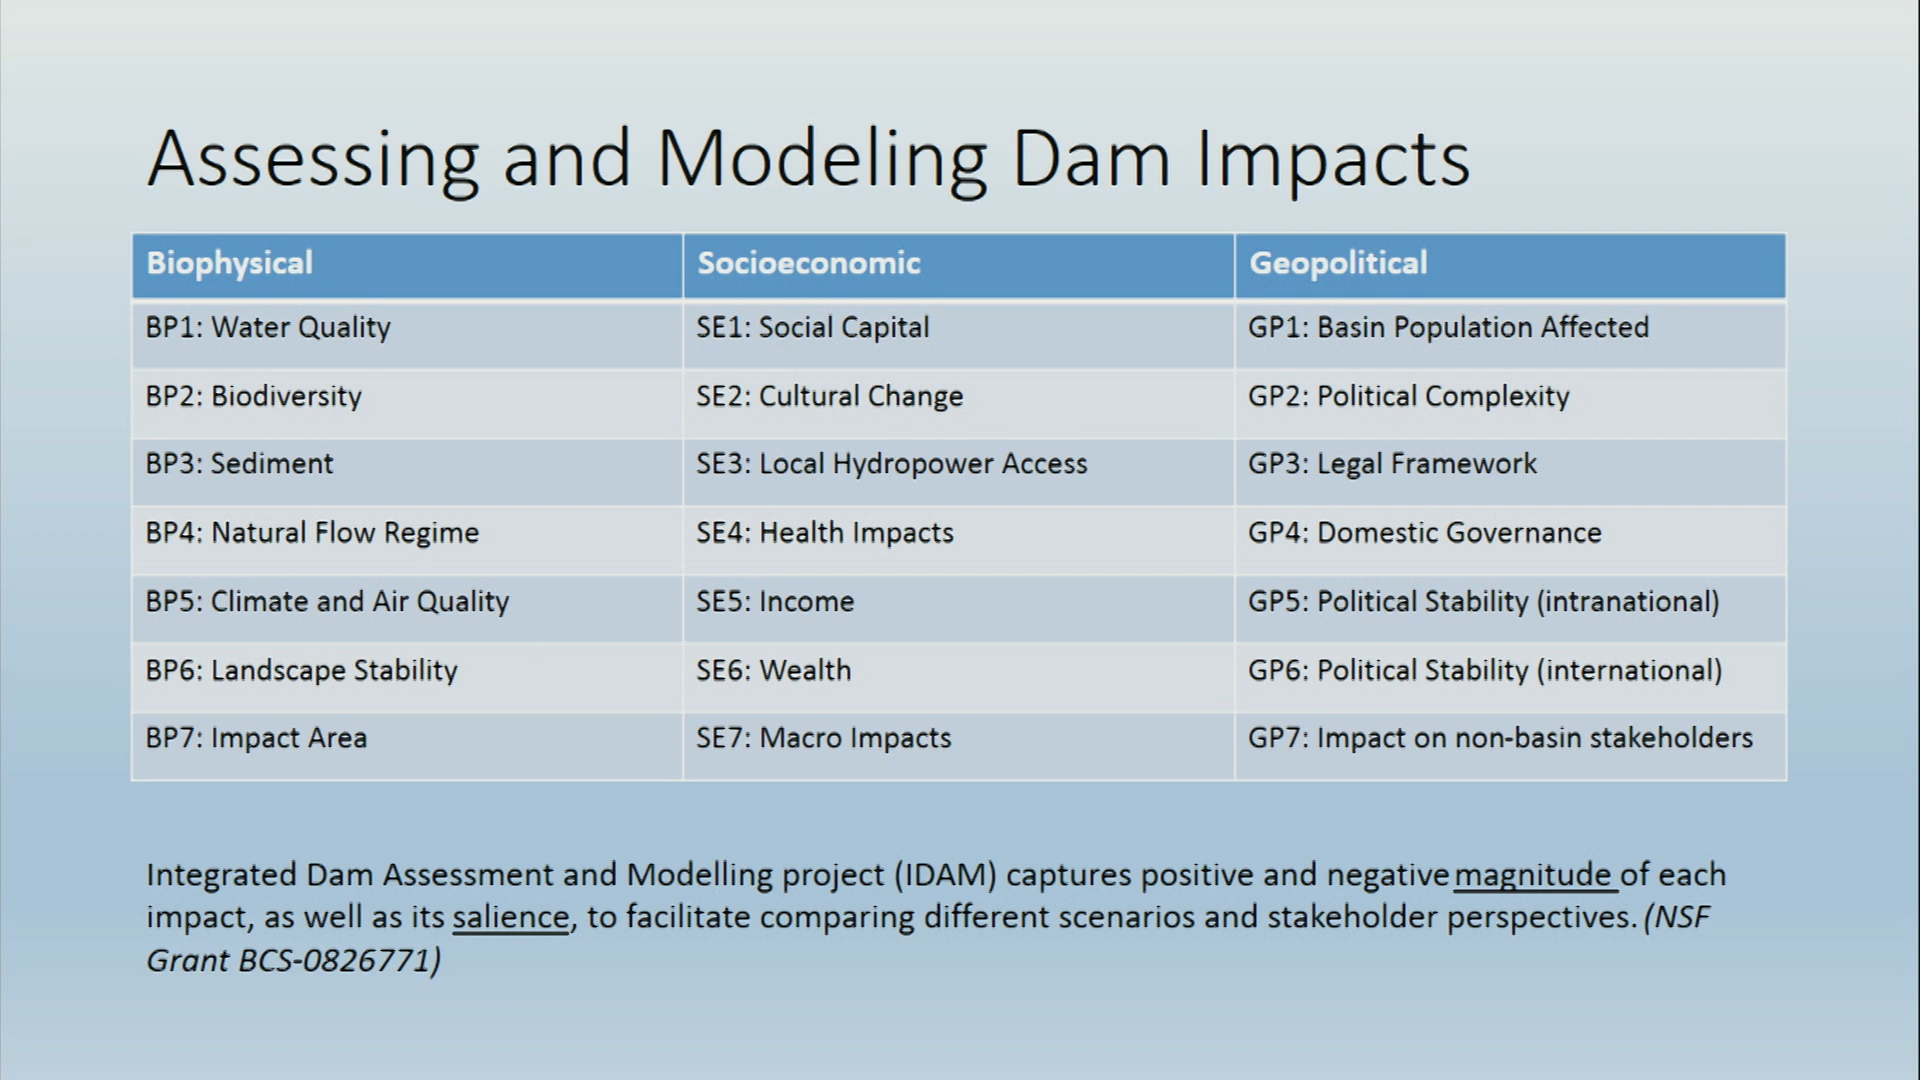 Assessing and Modeling Dam Impacts
Biophysical Socioeconomic Geopolitical
BP1: Water Quality SE1: Social Capital GP1: Basin Population Affected
BP2: Biodiversity SE2: Cultural Change GP2: Political Complexity
BP3: Sediment SE3: Local Hydropower Access GP3: Legal Framework
BP4: Natural Flow Regime SE4: Health Impacts GP4: Domestic Governance
BP5: Climate and Air Quality SE5: Income GP5: Political Stability (intranational)
BP6: Landscape Stability SE6: Wealth GP6: Political Stability (international)
BP7: Impact Area SE7: Macro Impacts GP7: Impact on non-basin stakeholders
Integrated Dam Assessment and Modelling project (IDAM) captures positive and negative magnitude of each
impact, as well as its salience, to facilitate comparing different scenarios and stakeholder perspectives. (NSF
Grant BCS-0826771)